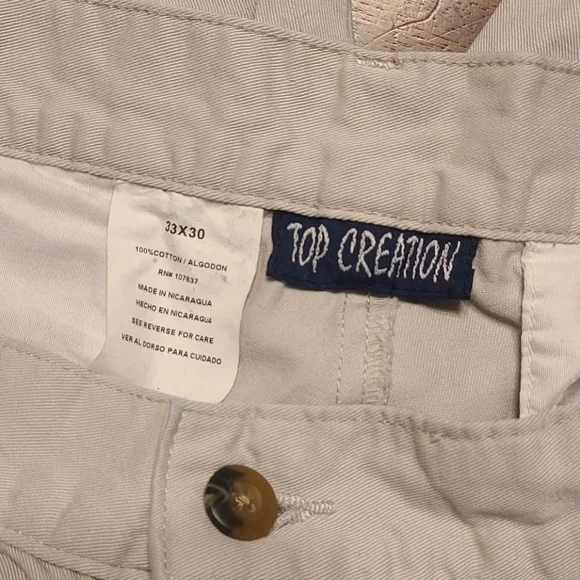 33X30
100%COTTON / ALGODON
RN# 107637
MADE IN NICARAGUA
HECHO EN NICARAGUA
SEE REVERSE FOR CARE
VER AL DORSO PARA CUIDADO
TOP CREATION